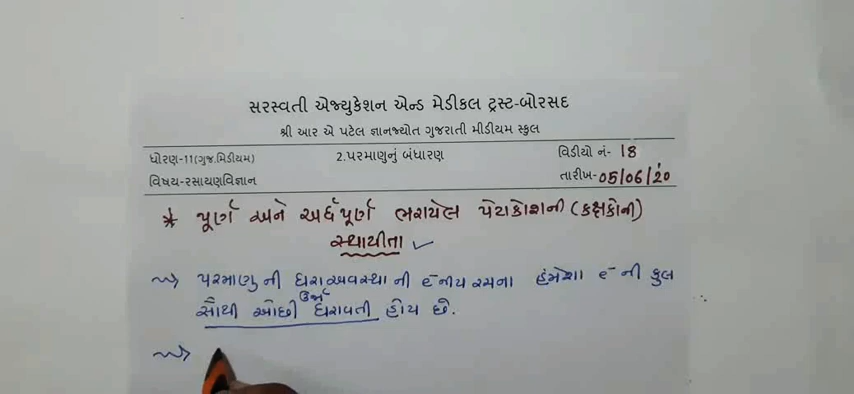 સરસ્વતી એજ્યુકેશન એન્ડ મેડીકલ ટ્રસ્ટ-બોરસદ
શ્રી આર એ પટેલ જ્ઞાનજ્યોત ગુજરાતી મીડીયમ સ્કુલ
ધોરણ-11(ગુજ.મિડીયમ) 2.પરમાણુનું બંધારણ વિડીયો નં- 18
વિષય-રસાયણવિજ્ઞાન તારીખ-05/06/20
* પૂર્ણ અને અર્ધપૂર્ણ ભરાયેલ પેટાકોશની (કક્ષકોની)
સ્થાયીતા ✓
પરમાણુ ની ધરાઅવસ્થા ની e⁻નીય રચના હંમેશા e⁻ ની કુલ
સૌથી ઓછી ઉર્જા ધરાવતી હોય છે.